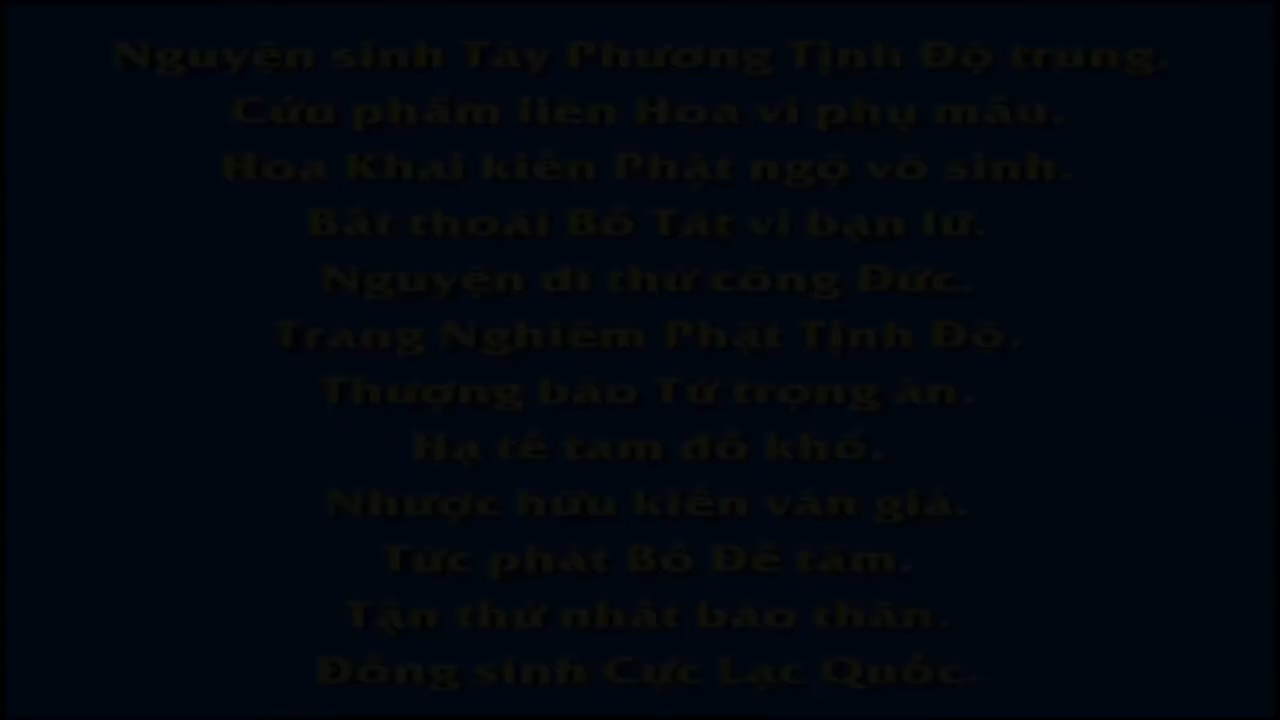 Nguyện sinh Tây Phương Tịnh Độ trung.
Cửu phẩm liên Hoa vi phụ mẫu.
Hoa Khai kiến Phật ngộ vô sinh.
Bất thoái Bồ Tát vi bạn lữ.
Nguyện dĩ thử công Đức.
Trang Nghiêm Phật Tịnh Độ.
Thượng báo Tứ trọng ân.
Hạ tế tam đồ khổ.
Nhược hữu kiến văn giả.
Tức phát Bồ Đề tâm.
Tận thử nhất báo thân.
Đồng sinh Cực Lạc Quốc.